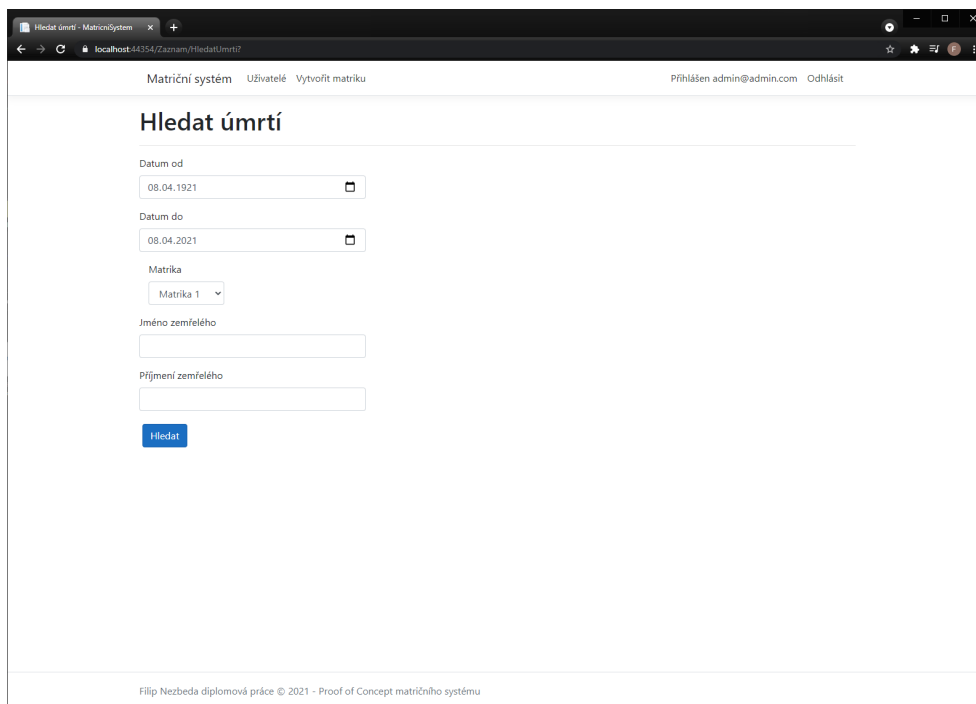 Hledat úmrtí - MatricniSystem
localhost:44354/Zaznam/HledatUmrti?
F
Matriční systém Uživatelé Vytvořit matriku Přihlášen admin@admin.com Odhlásit
Hledat úmrtí
Datum od
08.04.1921
Datum do
08.04.2021
Matrika
Matrika 1
Jméno zemřelého
Příjmení zemřelého
Hledat
Filip Nezbeda diplomová práce © 2021 - Proof of Concept matričního systému